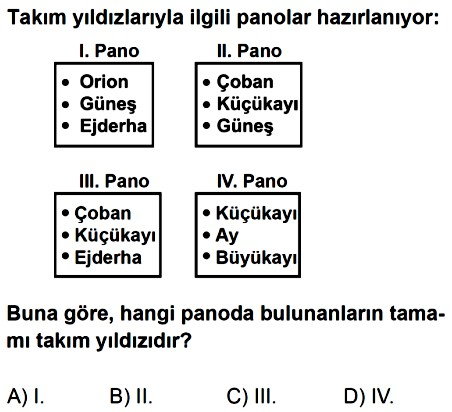 Takım yıldızlarıyla ilgili panolar hazırlanıyor:
I. Pano
• Orion
• Güneş
• Ejderha
II. Pano
• Çoban
• Küçükayı
• Güneş
III. Pano
• Çoban
• Küçükayı
• Ejderha
IV. Pano
• Küçükayı
• Ay
• Büyükayı
Buna göre, hangi panoda bulunanların tama-
mı takım yıldızıdır?
A) I. B) II. C) III. D) IV.